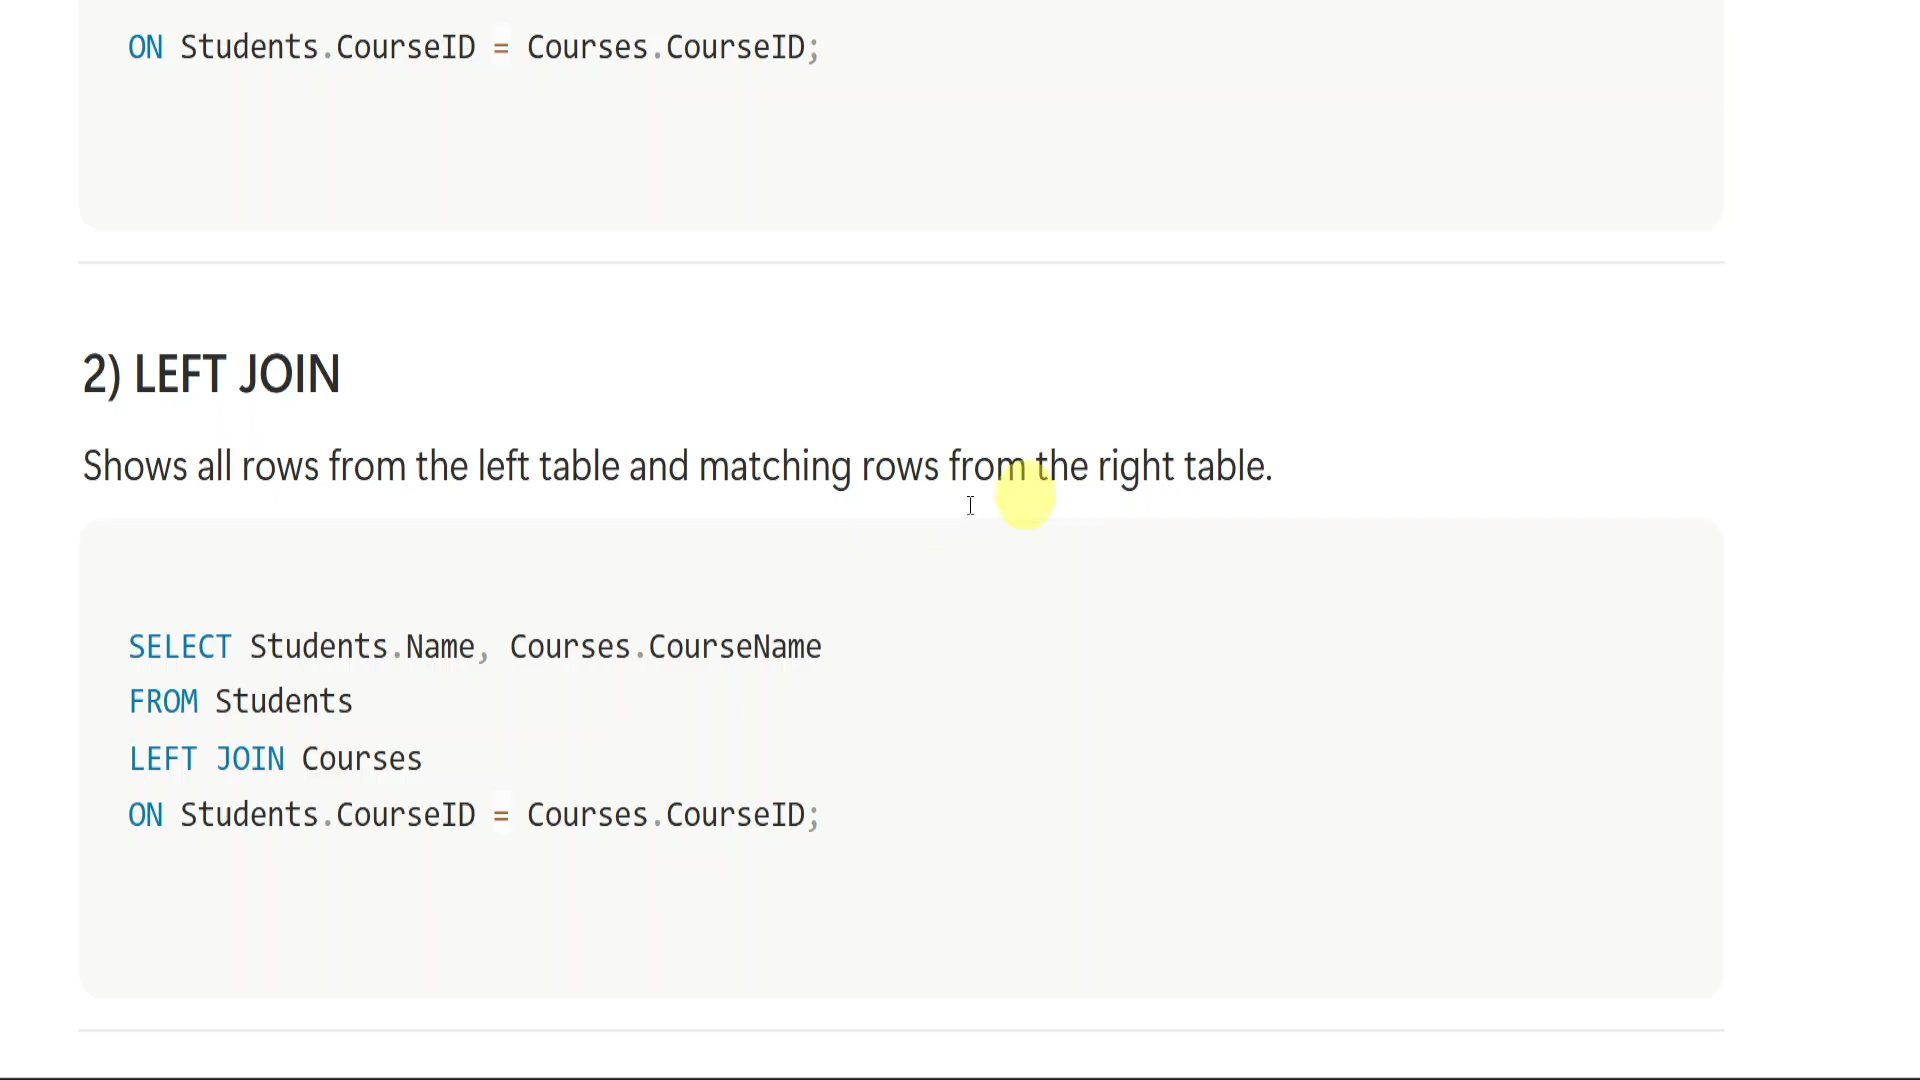 ON Students.CourseID = Courses.CourseID;
2) LEFT JOIN
Shows all rows from the left table and matching rows from the right table.
SELECT Students.Name, Courses.CourseName
FROM Students
LEFT JOIN Courses
ON Students.CourseID = Courses.CourseID;